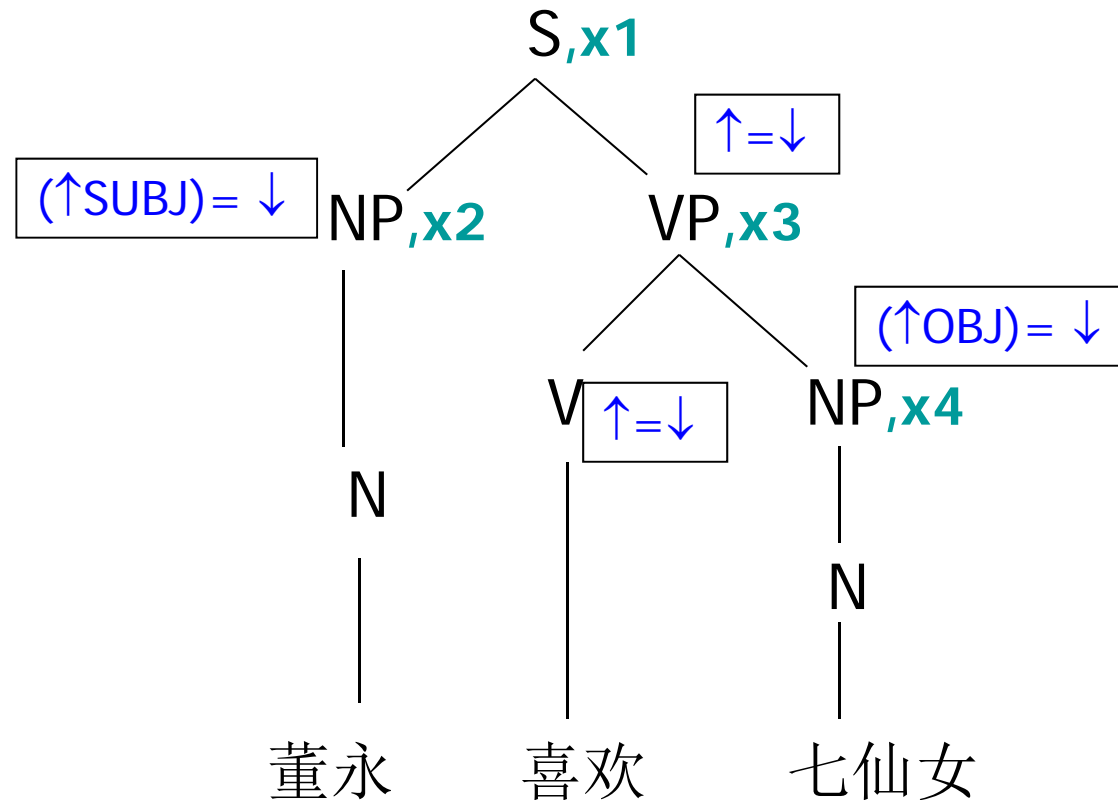 S,x1
↑=↓
(↑SUBJ)= ↓
NP,x2
VP,x3
(↑OBJ)= ↓
V
↑=↓
NP,x4
N
N
董永 喜欢 七仙女